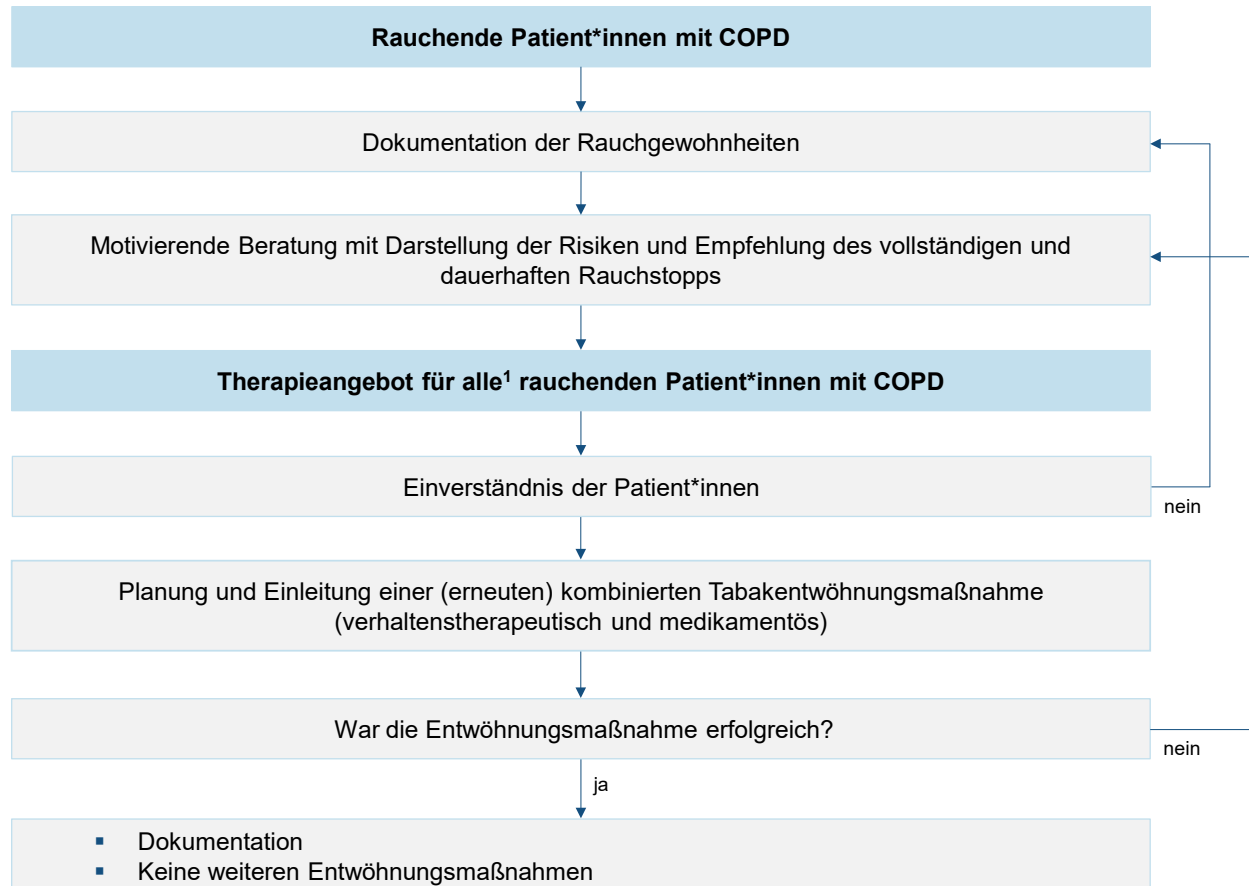 Rauchende Patient*innen mit COPD
Dokumentation der Rauchgewohnheiten
Motivierende Beratung mit Darstellung der Risiken und Empfehlung des vollständigen und
dauerhaften Rauchstopps
Therapieangebot für alle¹ rauchenden Patient*innen mit COPD
Einverständnis der Patient*innen
nein
Planung und Einleitung einer (erneuten) kombinierten Tabakentwöhnungsmaßnahme
(verhaltenstherapeutisch und medikamentös)
War die Entwöhnungsmaßnahme erfolgreich?
nein
ja
▪ Dokumentation
▪ Keine weiteren Entwöhnungsmaßnahmen